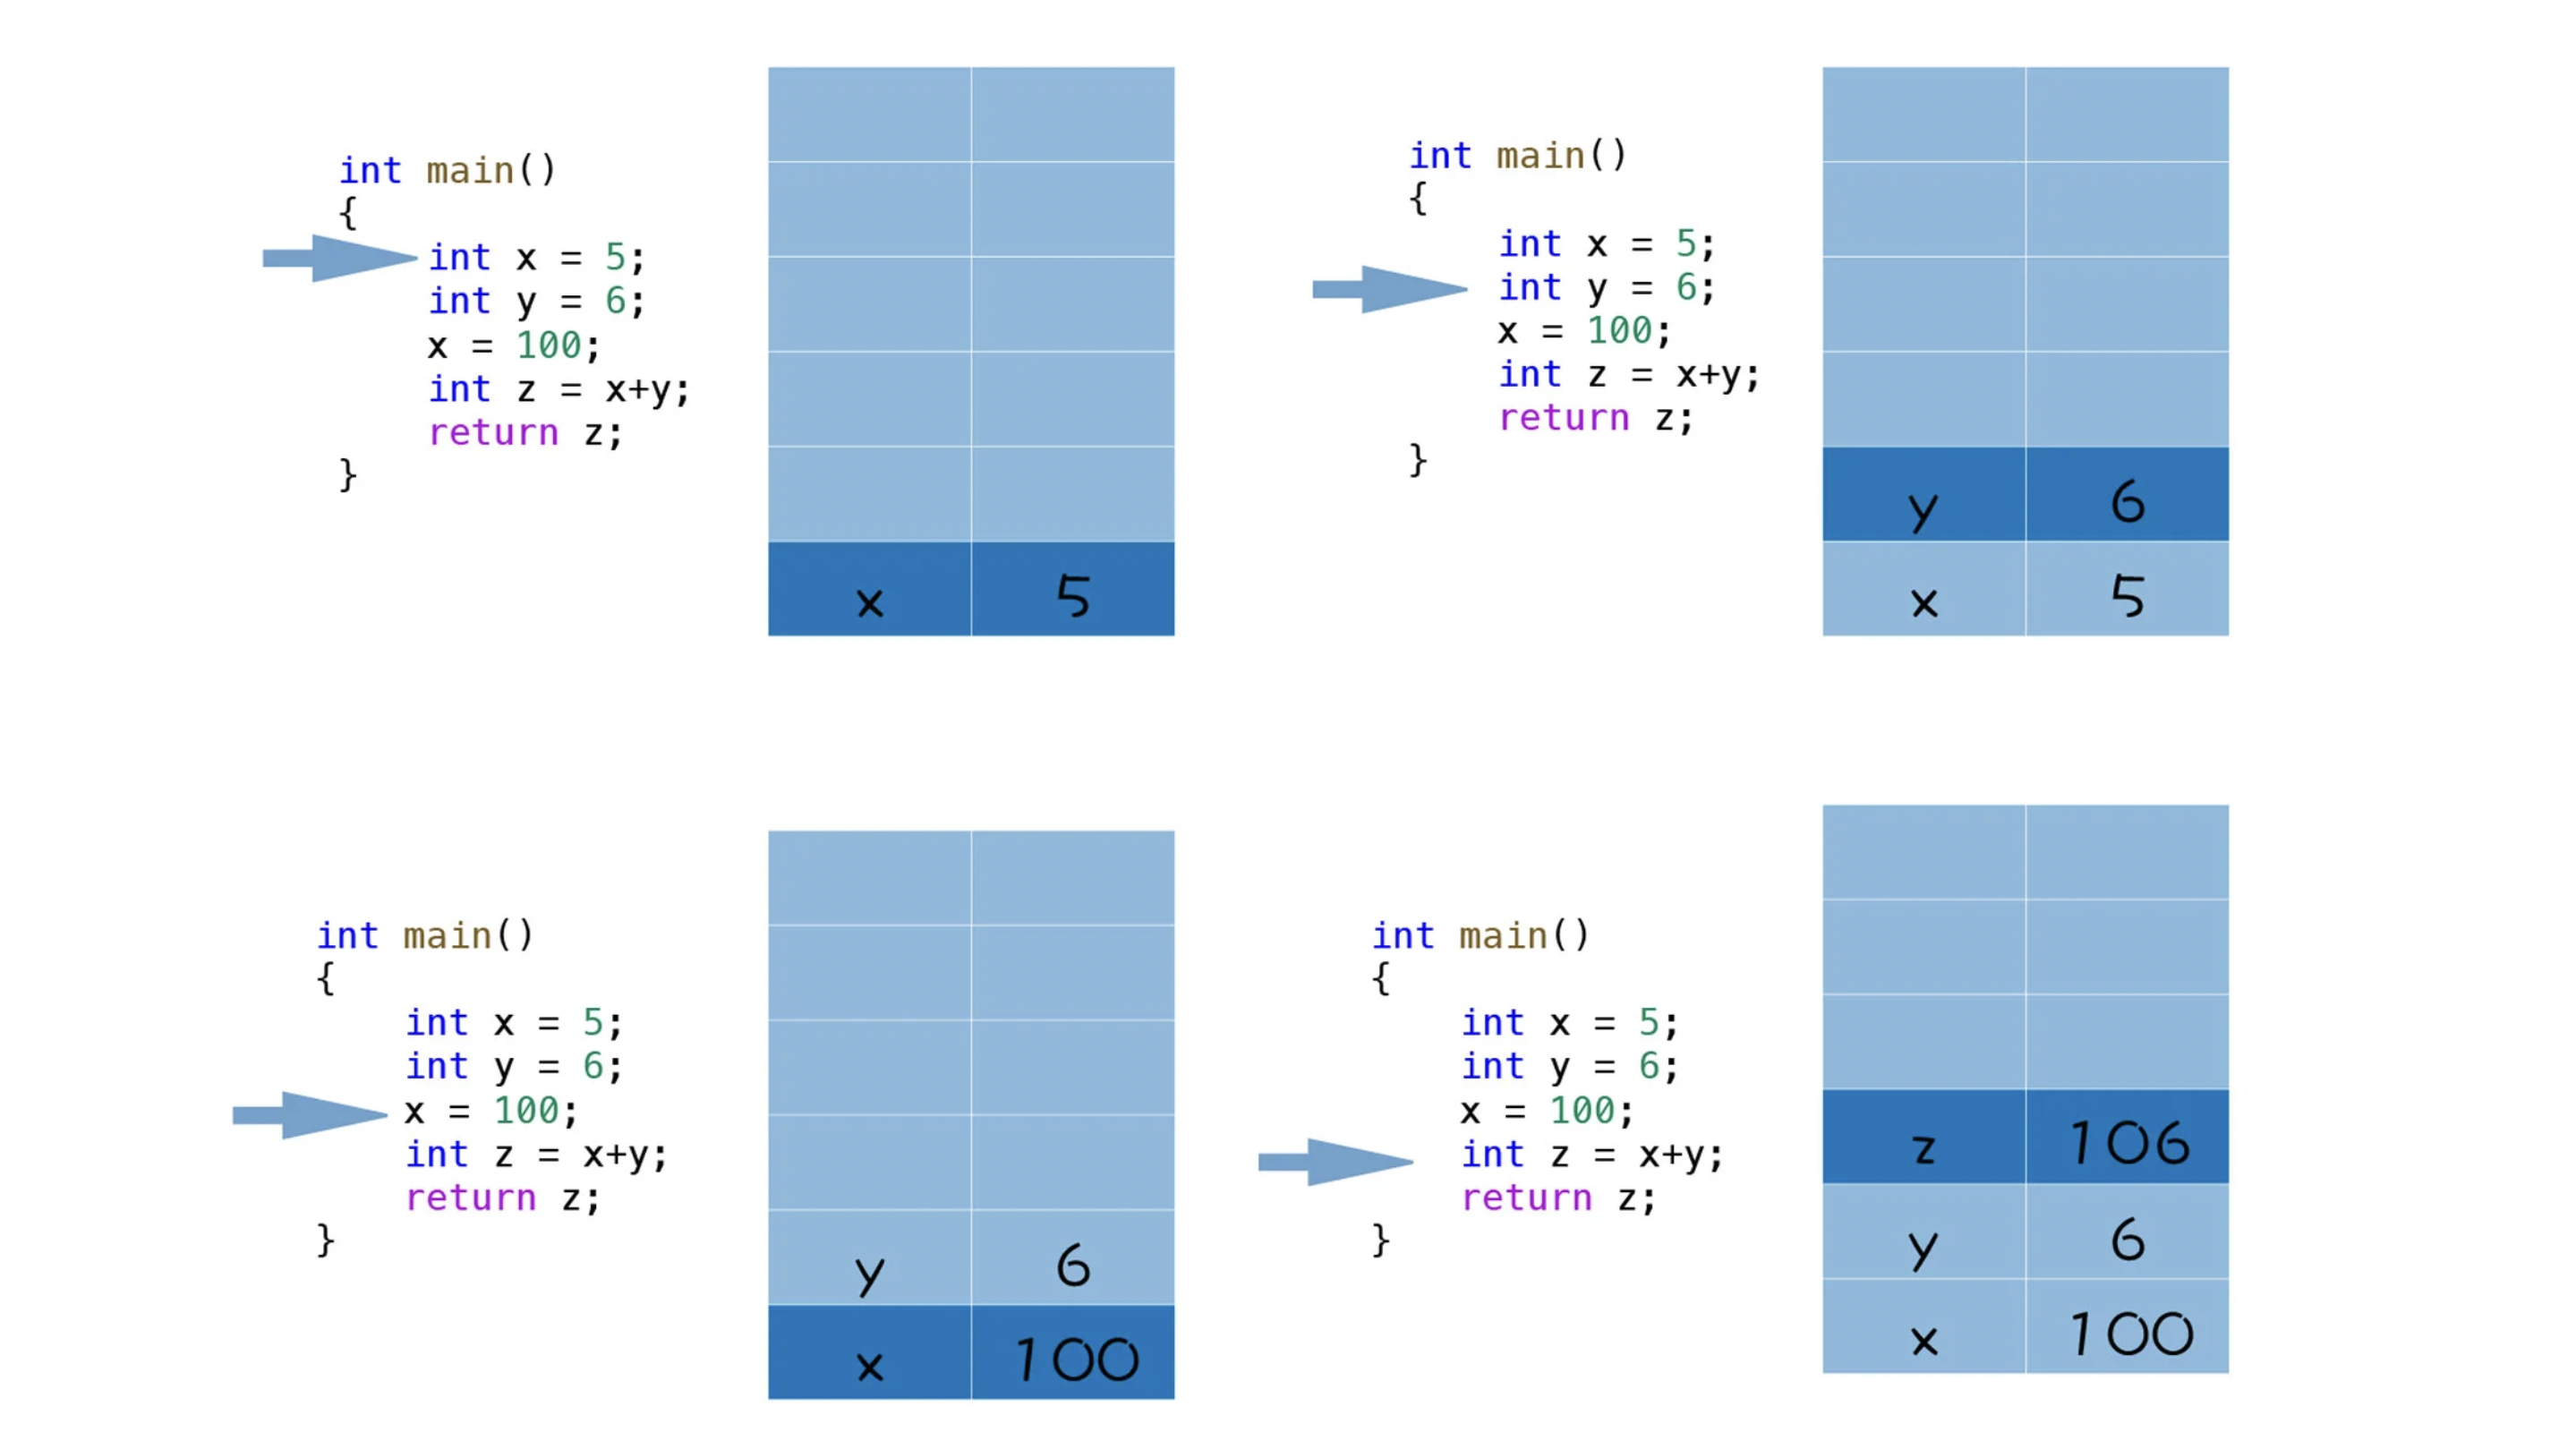 int main()
{
int x = 5;
int y = 6;
x = 100;
int z = x+y;
return z;
}
x 5
int main()
{
int x = 5;
int y = 6;
x = 100;
int z = x+y;
return z;
}
y 6
x 5
int main()
{
int x = 5;
int y = 6;
x = 100;
int z = x+y;
return z;
}
y 6
x 100
int main()
{
int x = 5;
int y = 6;
x = 100;
int z = x+y;
return z;
}
z 106
y 6
x 100